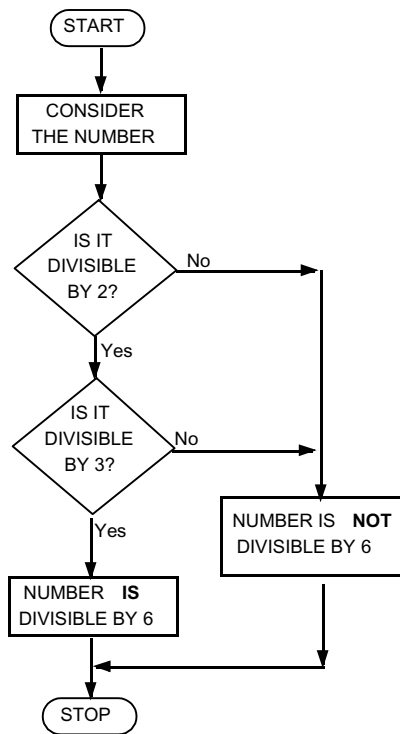 START
CONSIDER
THE NUMBER
IS IT
DIVISIBLE
BY 2?
No
Yes
IS IT
DIVISIBLE
BY 3?
No
Yes
NUMBER IS NOT
DIVISIBLE BY 6
NUMBER IS
DIVISIBLE BY 6
STOP